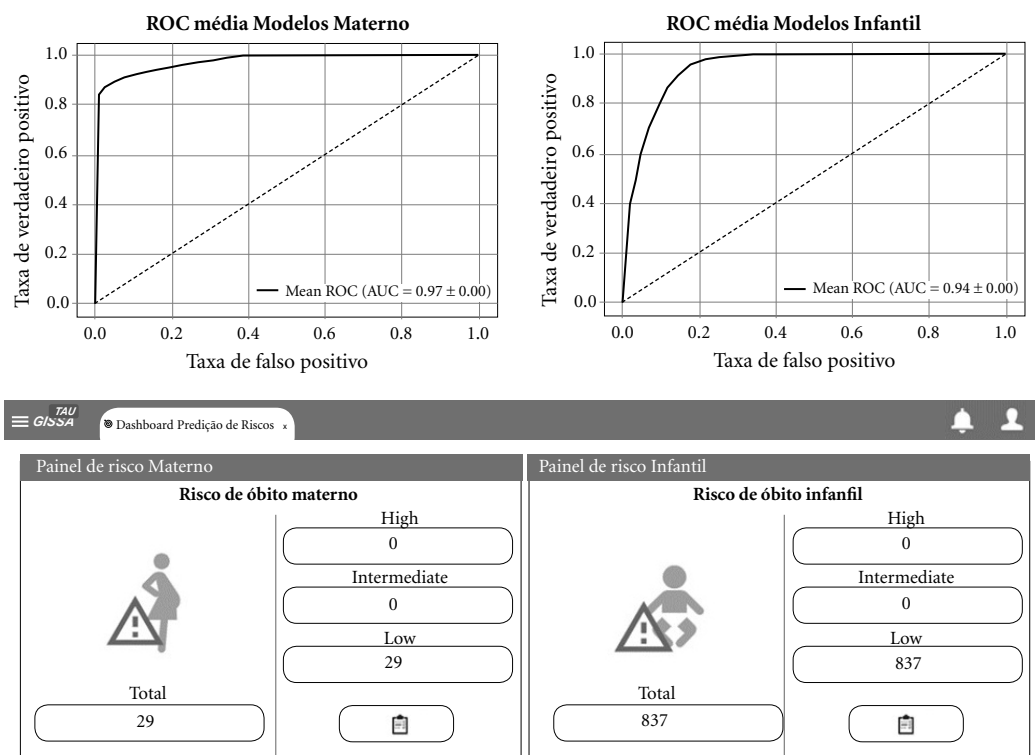 ROC média Modelos Materno
1.0
0.8
0.6
0.4
0.2
0.0
Taxa de verdadeiro positivo
Mean ROC (AUC = 0.97 ± 0.00)
0.0 0.2 0.4 0.6 0.8 1.0
Taxa de falso positivo
ROC média Modelos Infantil
1.0
0.8
0.6
0.4
0.2
0.0
Taxa de verdadeiro positivo
Mean ROC (AUC = 0.94 ± 0.00)
0.0 0.2 0.4 0.6 0.8 1.0
Taxa de falso positivo
TAU
GISSA
Dashboard Predição de Riscos x
Painel de risco Materno
Risco de óbito materno
High
0
Intermediate
0
Low
29
Total
29
Painel de risco Infantil
Risco de óbito infanfil
High
0
Intermediate
0
Low
837
Total
837